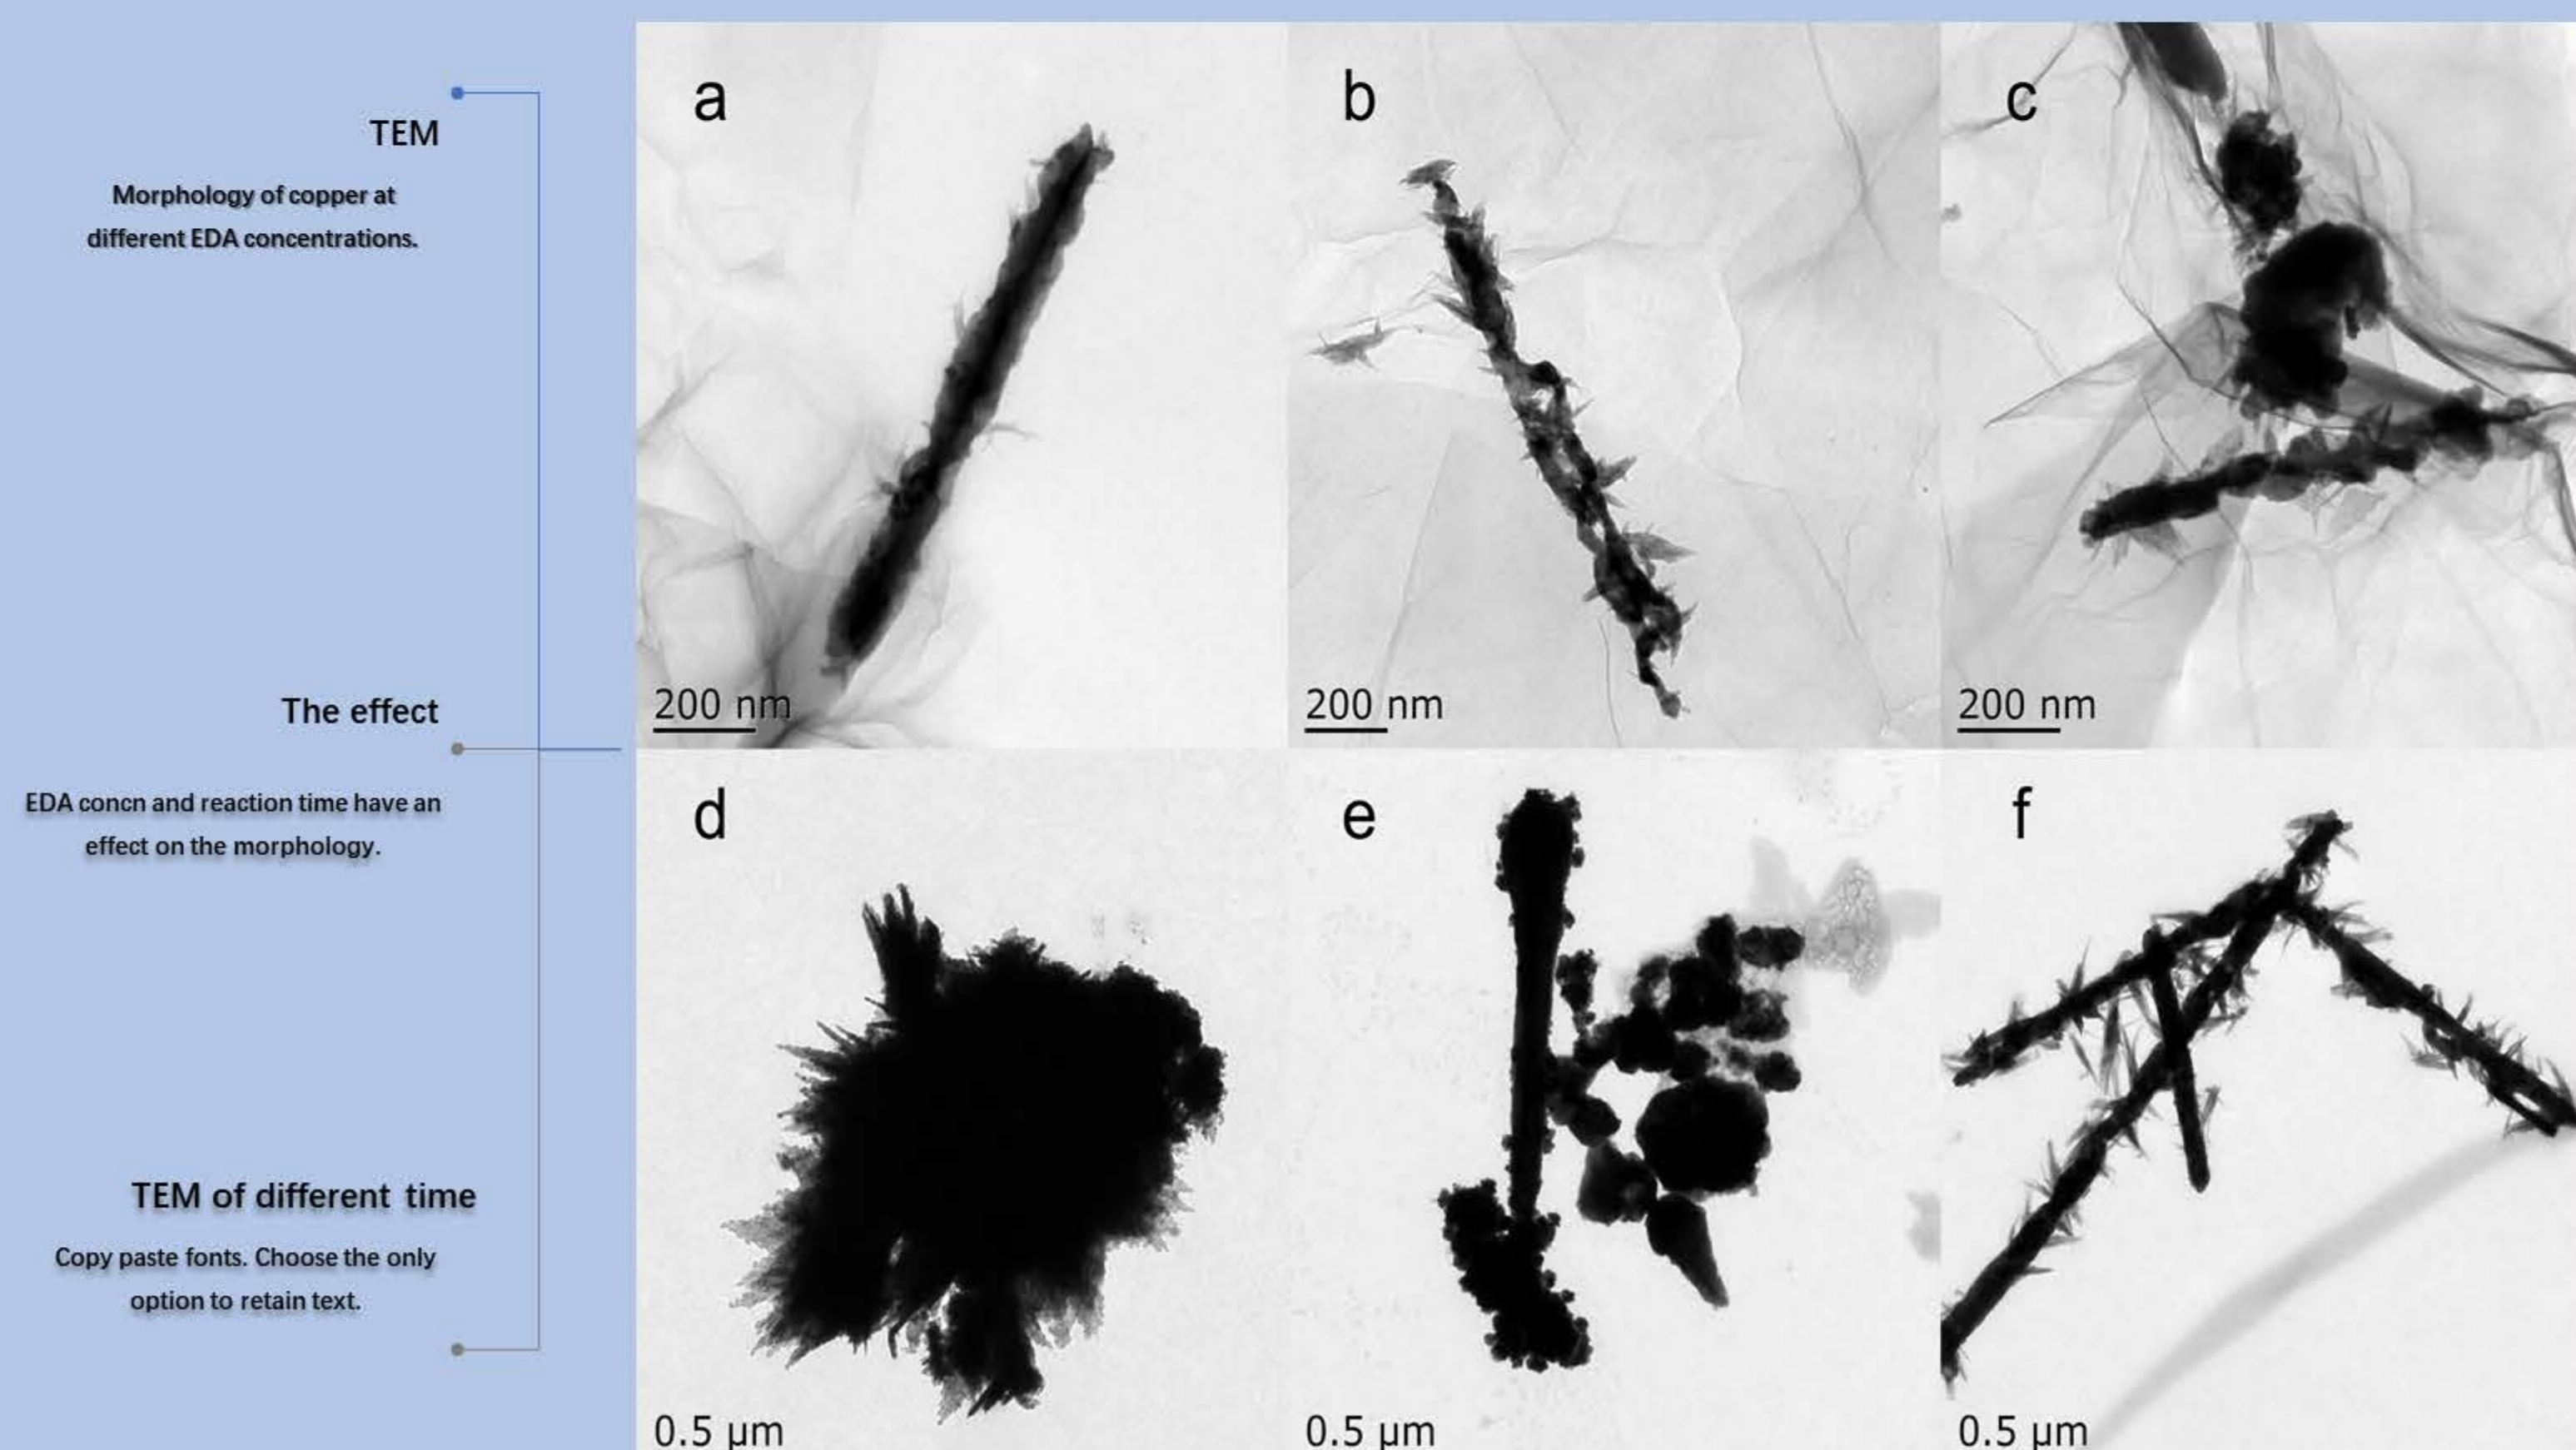 TEM
Morphology of copper at
different EDA concentrations.
The effect
EDA concn and reaction time have an
effect on the morphology.
TEM of different time
Copy paste fonts. Choose the only
option to retain text.
a
b
c
200 nm
200 nm
200 nm
d
e
f
0.5 μm
0.5 μm
0.5 μm